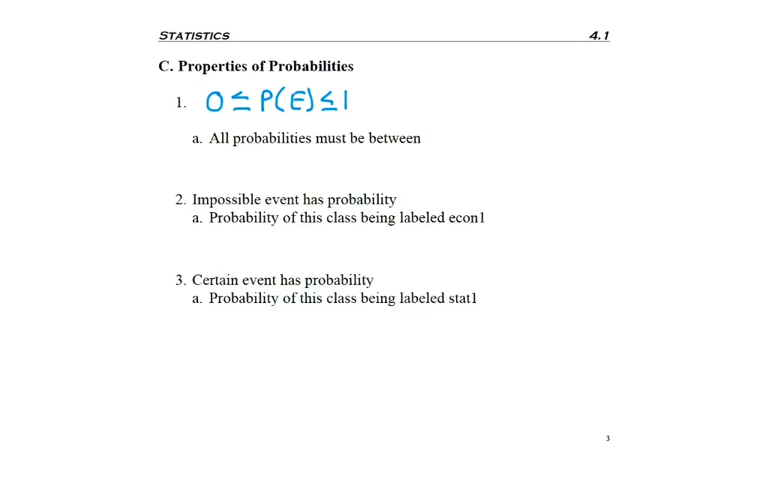 STATISTICS 4.1
C. Properties of Probabilities
1. 0 ≤ P(E) ≤ 1
a. All probabilities must be between
2. Impossible event has probability
a. Probability of this class being labeled econ1
3. Certain event has probability
a. Probability of this class being labeled stat1
3